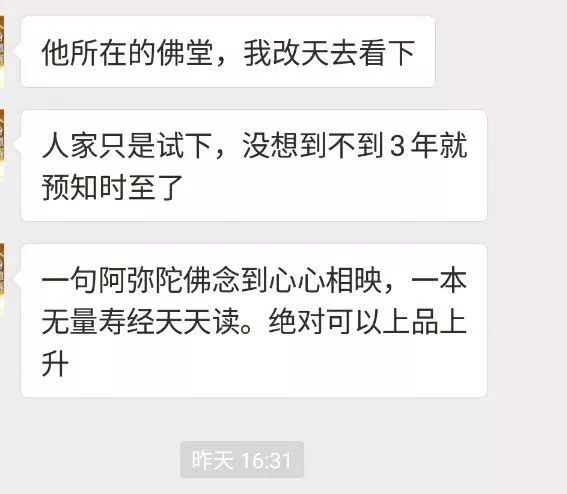 他所在的佛堂，我改天去看下
人家只是试下，没想到不到3年就
预知时至了
一句阿弥陀佛念到心心相映，一本
无量寿经天天读。绝对可以上品上
升
昨天 16:31